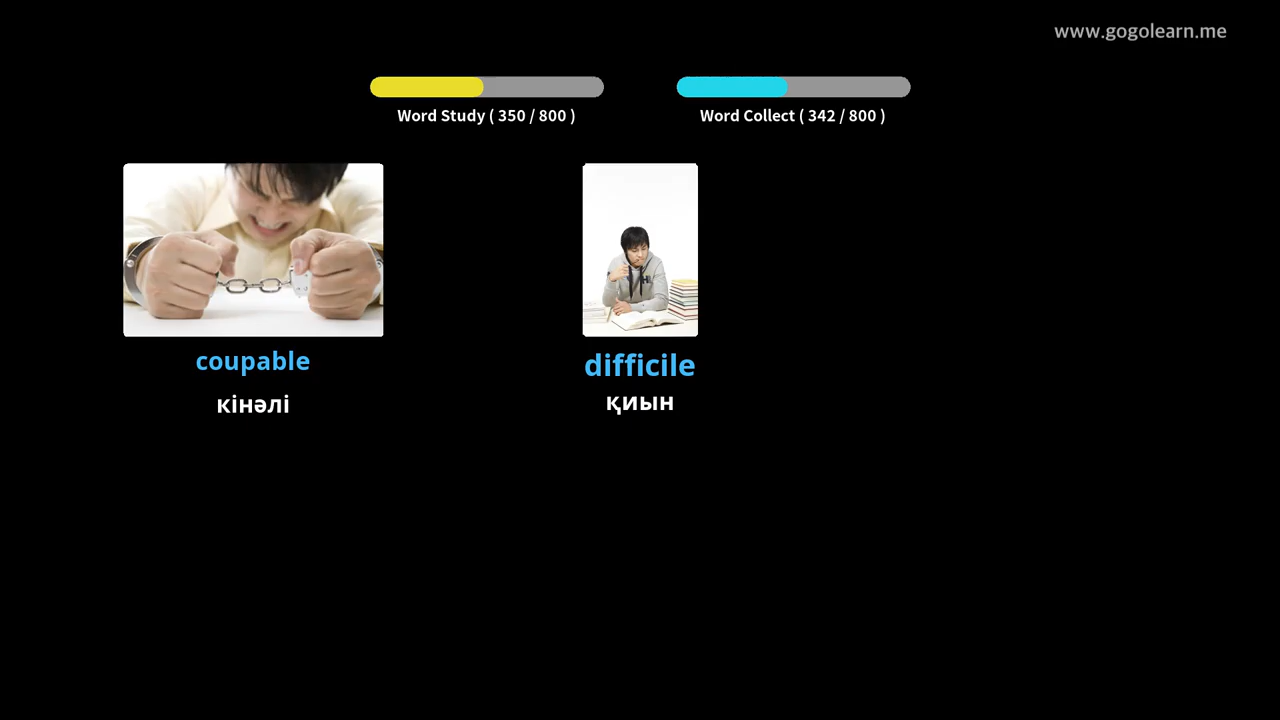 www.gogolearn.me
Word Study ( 350 / 800 )
Word Collect ( 342 / 800 )
coupable
кінәлі
difficile
қиын